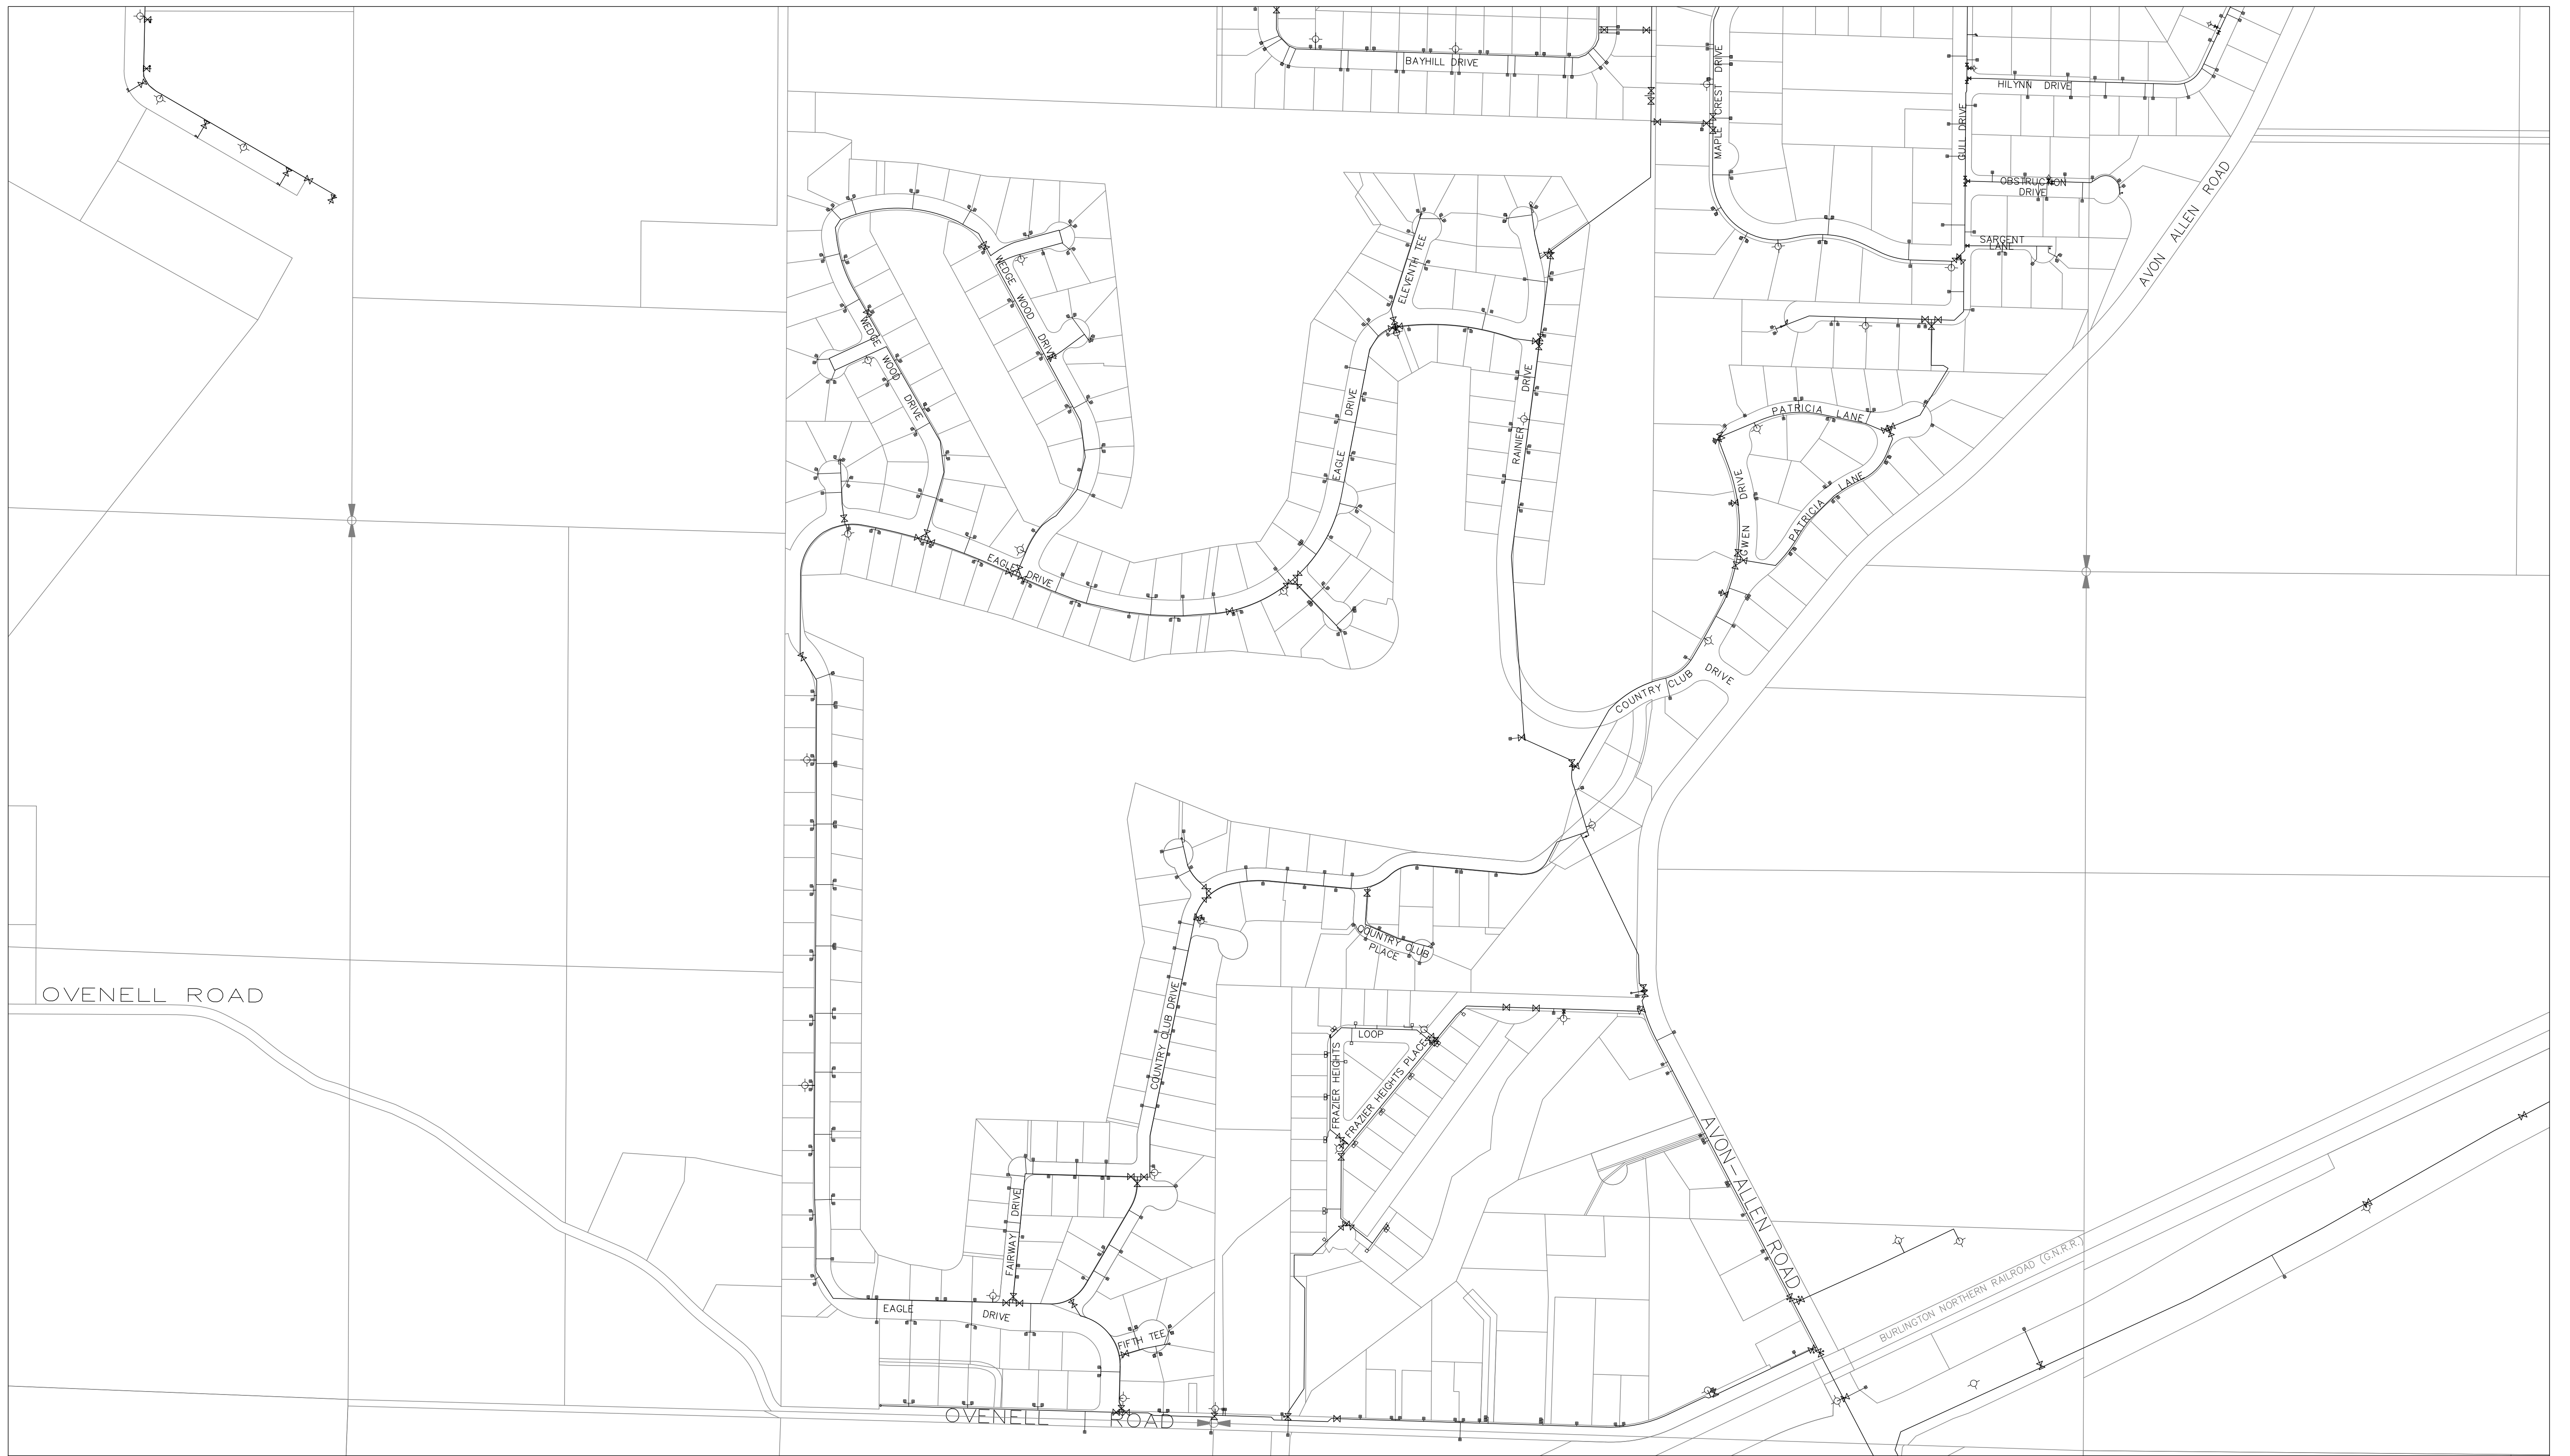 BAYHILL DRIVE
MAPLE CREST DRIVE
GULL DRIVE
HILYNN DRIVE
OBSTRUCTION
DRIVE
SARGENT
LANE
AVON ALLEN ROAD
WEDGE WOOD DRIVE
WEDGE WOOD DRIVE
ELEVENTH TEE
EAGLE DRIVE
RAINIER DRIVE
PATRICIA LANE
PATRICIA LANE
GWEN DRIVE
EAGLE DRIVE
COUNTRY CLUB DRIVE
COUNTRY CLUB
PLACE
OVENELL ROAD
COUNTRY CLUB DRIVE
LOOP
FRAZIER HEIGHTS
FRAZIER HEIGHTS PLACE
AVON-ALLEN ROAD
FAIRWAY DRIVE
BURLINGTON NORTHERN RAILROAD (G.N.R.R.)
EAGLE DRIVE
FIFTH TEE
OVENELL ROAD